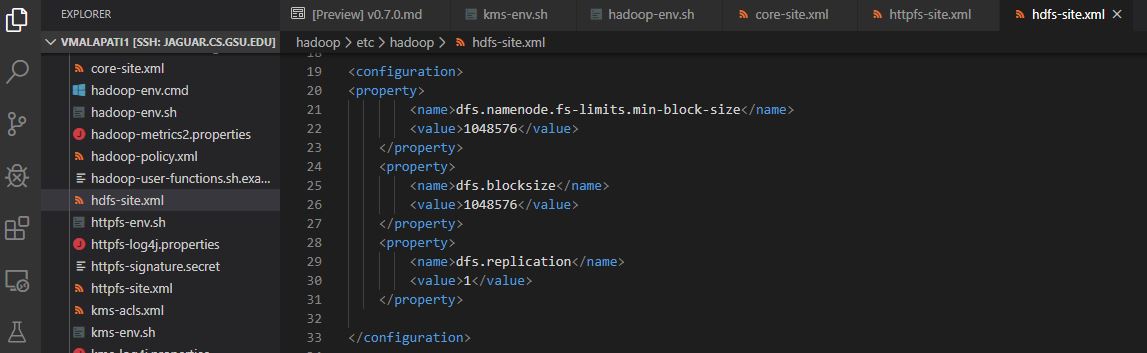 EXPLORER
VMALAPATI1 [SSH: JAGUAR.CS.GSU.EDU]
core-site.xml
hadoop-env.cmd
hadoop-env.sh
hadoop-metrics2.properties
hadoop-policy.xml
hadoop-user-functions.sh.exa...
hdfs-site.xml
httpfs-env.sh
httpfs-log4j.properties
httpfs-signature.secret
httpfs-site.xml
kms-acls.xml
kms-env.sh
kms-log4j.properties
[Preview] v0.7.0.md kms-env.sh hadoop-env.sh core-site.xml httpfs-site.xml hdfs-site.xml
hadoop > etc > hadoop > hdfs-site.xml
18
19 <configuration>
20 <property>
21 <name>dfs.namenode.fs-limits.min-block-size</name>
22 <value>1048576</value>
23 </property>
24 <property>
25 <name>dfs.blocksize</name>
26 <value>1048576</value>
27 </property>
28 <property>
29 <name>dfs.replication</name>
30 <value>1</value>
31 </property>
32
33 </configuration>